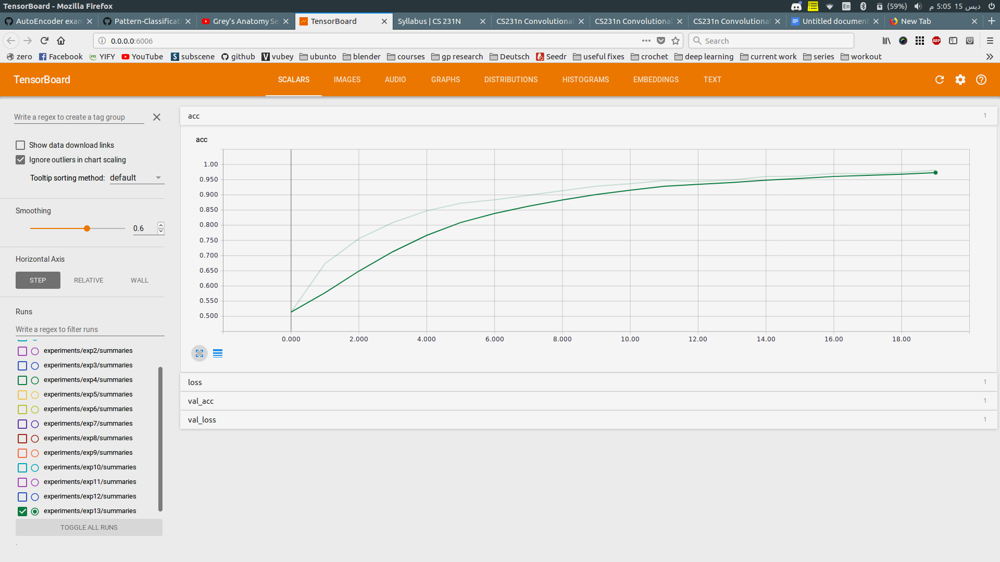 TensorBoard - Mozilla Firefox
En (59%) ديس 15 5:05 م
AutoEncoder exam Pattern-Classificati Grey's Anatomy Se TensorBoard Syllabus | CS 231N CS231n Convolutional CS231n Convolutional CS231n Convolutional Untitled document New Tab
0.0.0.0:6006 Search ABP
zero Facebook YTS YIFY YouTube S subscene github V vubey ubunto blender courses gp research Deutsch Seedr useful fixes crochet deep learning current work series workout
TensorBoard SCALARS IMAGES AUDIO GRAPHS DISTRIBUTIONS HISTOGRAMS EMBEDDINGS TEXT
Write a regex to create a tag group
Show data download links
Ignore outliers in chart scaling
Tooltip sorting method: default
Smoothing
0.6
Horizontal Axis
STEP RELATIVE WALL
Runs
Write a regex to filter runs
experiments/exp2/summaries
experiments/exp3/summaries
experiments/exp4/summaries
experiments/exp5/summaries
experiments/exp6/summaries
experiments/exp7/summaries
experiments/exp8/summaries
experiments/exp9/summaries
experiments/exp10/summaries
experiments/exp11/summaries
experiments/exp12/summaries
experiments/exp13/summaries
TOGGLE ALL RUNS
.
acc 1
acc
1.00
0.950
0.900
0.850
0.800
0.750
0.700
0.650
0.600
0.550
0.500
0.000 2.000 4.000 6.000 8.000 10.00 12.00 14.00 16.00 18.00
loss 1
val_acc 1
val_loss 1